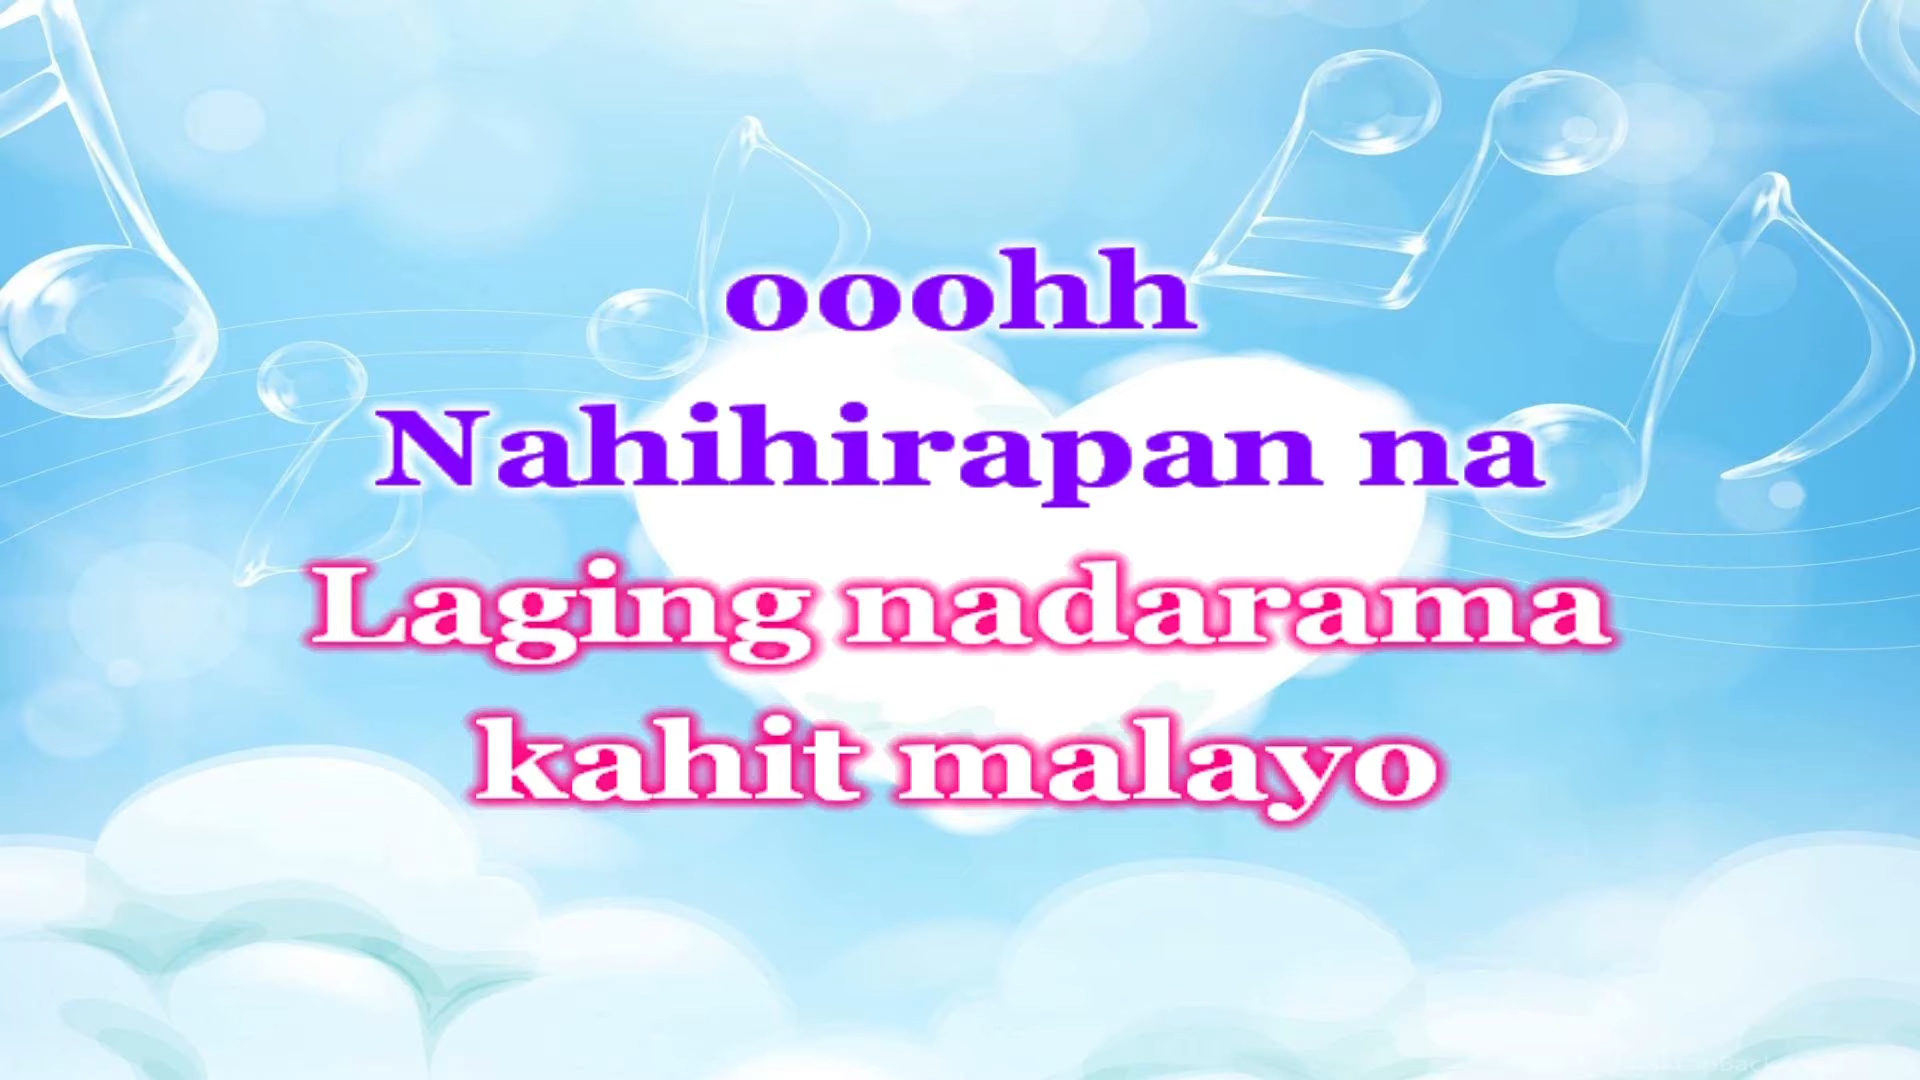 ooohh
Nahihirapan na
Laging nadarama
kahit malayo